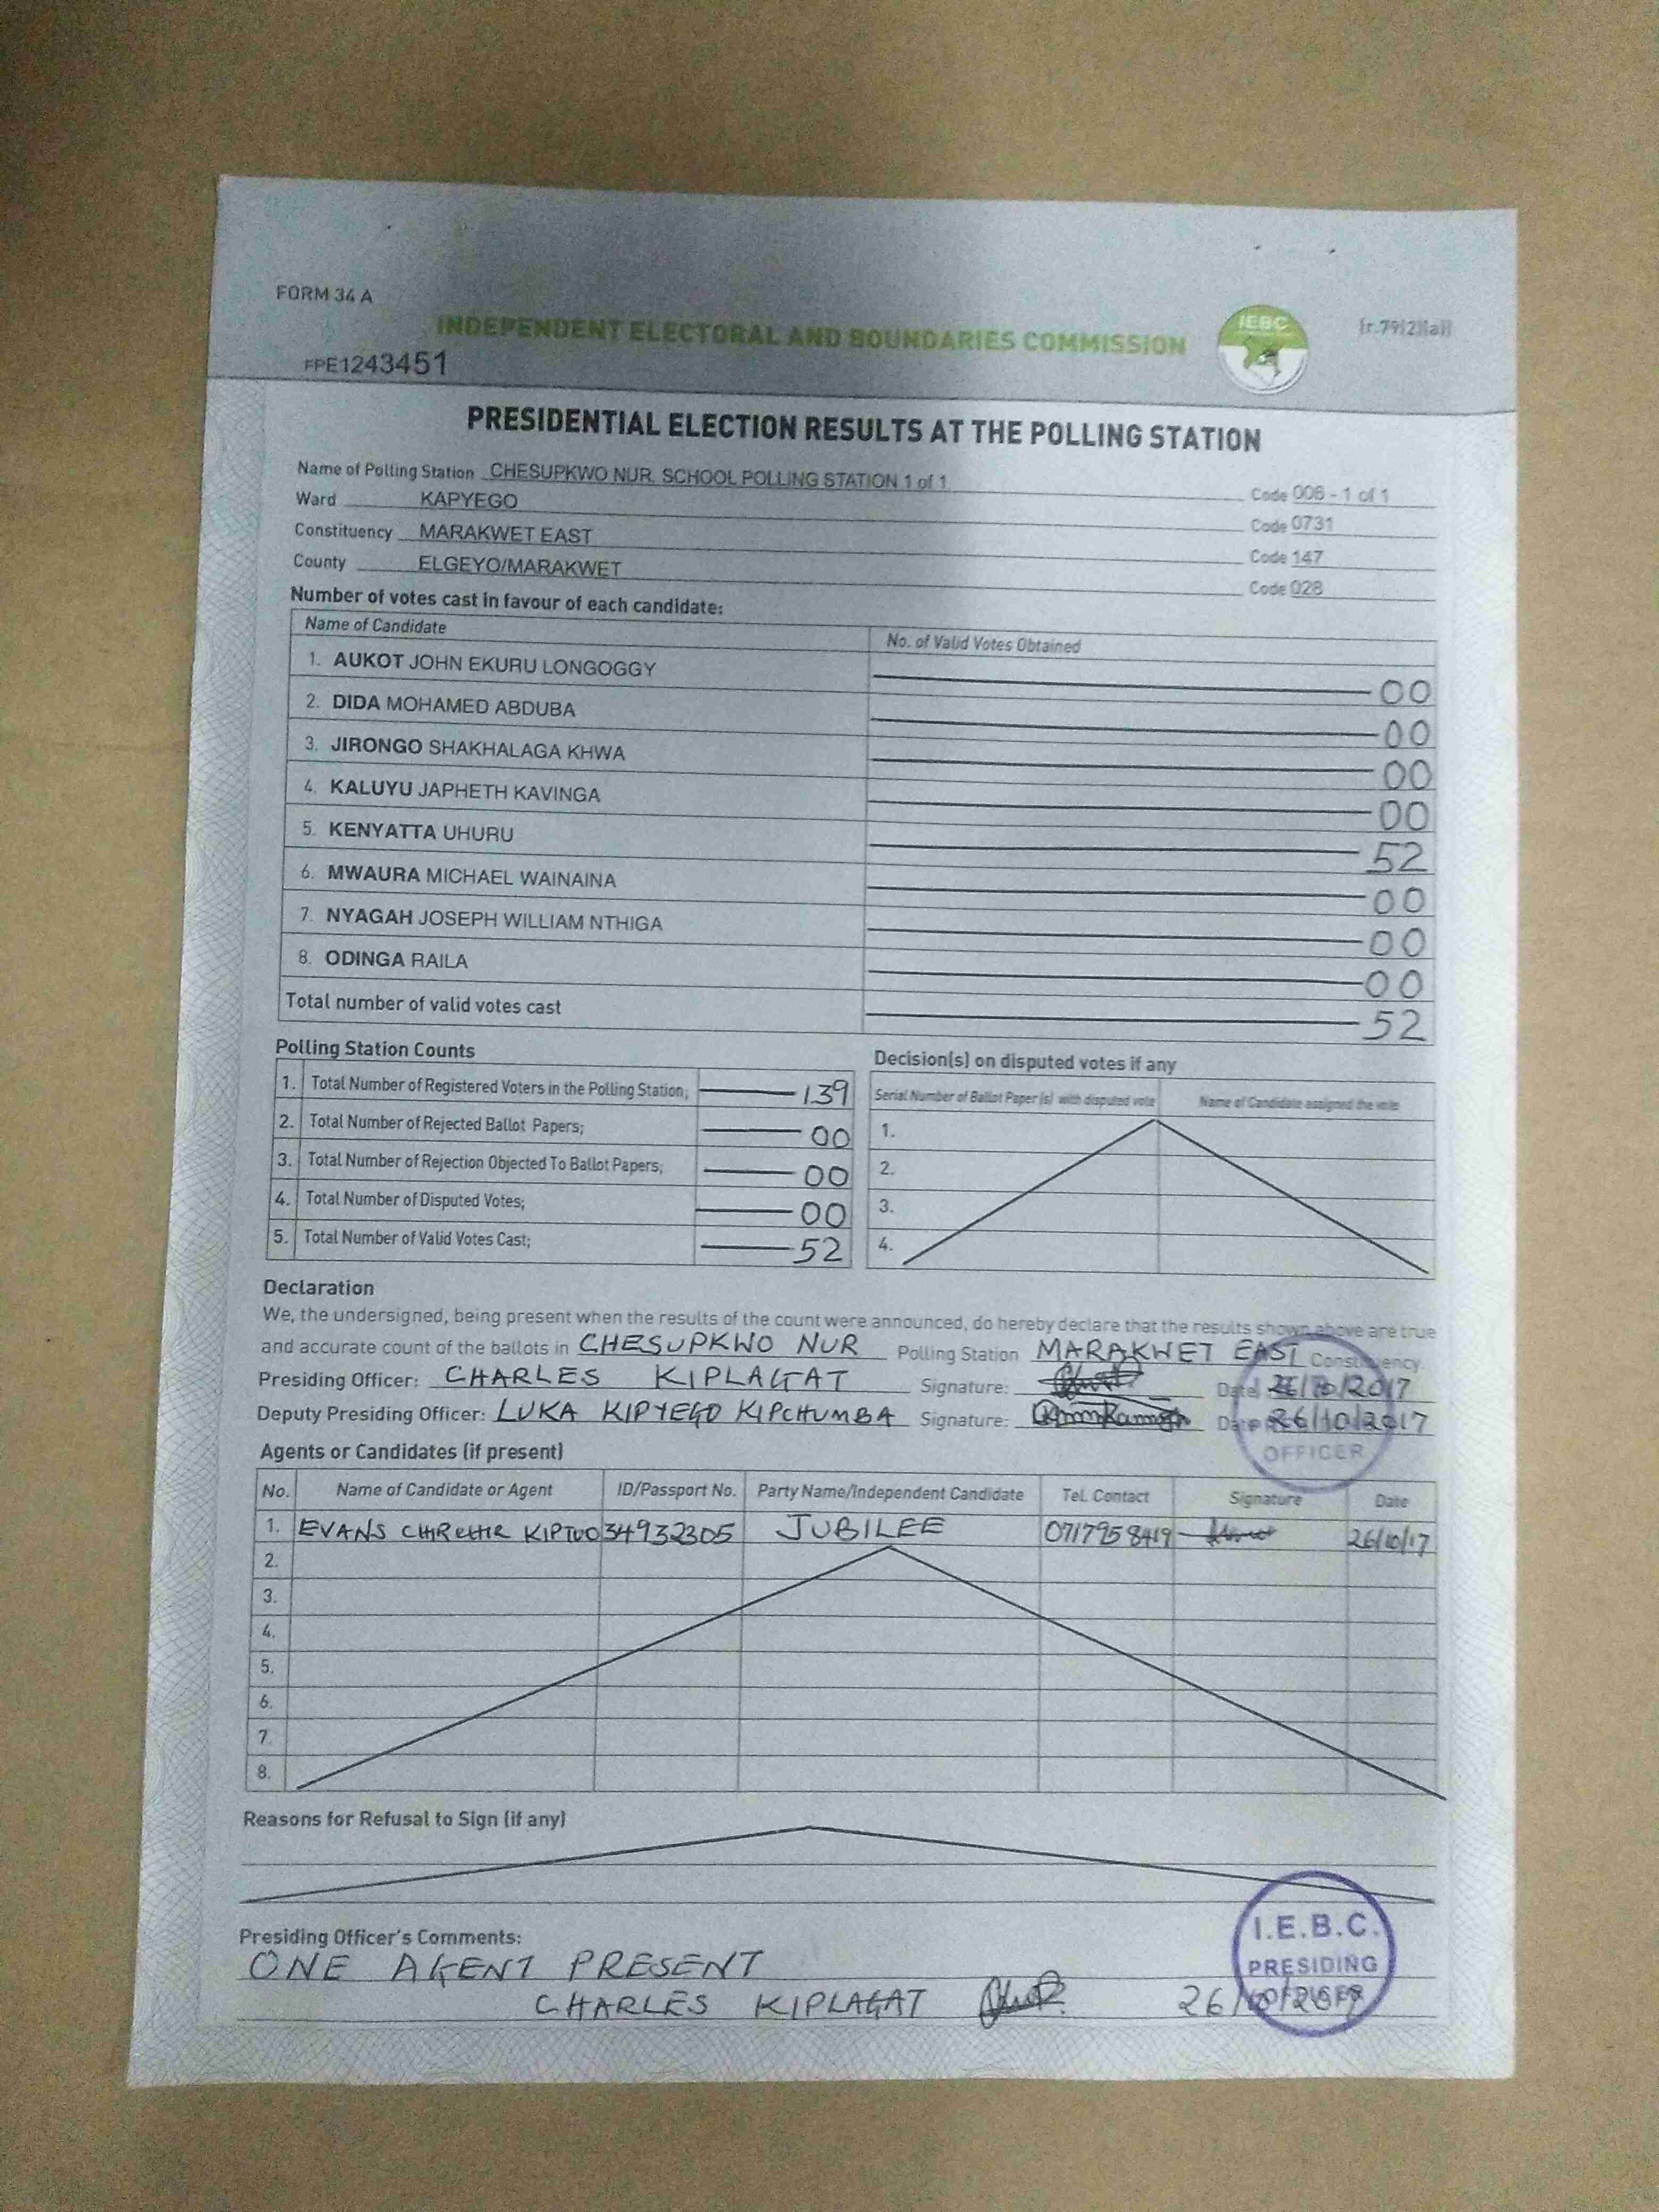 FORM 34 A
INDEPENDENT ELECTORAL AND BOUNDARIES COMMISSION
IEBC
(r.79(2)(a))
FPE1243451
PRESIDENTIAL ELECTION RESULTS AT THE POLLING STATION
Name of Polling Station CHESUPKWO NUR. SCHOOL POLLING STATION 1 of 1 Code 006 - 1 of 1
Ward KAPYEGO Code 0731
Constituency MARAKWET EAST Code 147
County ELGEYO/MARAKWET Code 028
Number of votes cast in favour of each candidate:
Name of Candidate No. of Valid Votes Obtained
1. AUKOT JOHN EKURU LONGOGGY 00
2. DIDA MOHAMED ABDUBA 00
3. JIRONGO SHAKHALAGA KHWA 00
4. KALUYU JAPHETH KAVINGA 00
5. KENYATTA UHURU 52
6. MWAURA MICHAEL WAINAINA 00
7. NYAGAH JOSEPH WILLIAM NTHIGA 00
8. ODINGA RAILA 00
Total number of valid votes cast 52
Polling Station Counts
1. Total Number of Registered Voters in the Polling Station; 139
2. Total Number of Rejected Ballot Papers; 00
3. Total Number of Rejection Objected To Ballot Papers; 00
4. Total Number of Disputed Votes; 00
5. Total Number of Valid Votes Cast; 52
Decision(s) on disputed votes if any
Serial Number of Ballot Paper (s) with disputed vote Name of Candidate assigned the vote
1.
2.
3.
4.
Declaration
We, the undersigned, being present when the results of the count were announced, do hereby declare that the results shown above are true
and accurate count of the ballots in CHESUPKWO NUR Polling Station MARAKWET EAST Constituency.
Presiding Officer: CHARLES KIPLAGAT Signature: Date 26/10/2017
Deputy Presiding Officer: LUKA KIPYEGO KIPCHUMBA Signature: Date 26/10/2017
OFFICER
Agents or Candidates (if present)
No. Name of Candidate or Agent ID/Passport No. Party Name/Independent Candidate Tel. Contact Signature Date
1. EVANS 34932305 JUBILEE 0717958419 26/10/17
2.
3.
4.
5.
6.
7.
8.
Reasons for Refusal to Sign (if any)
Presiding Officer's Comments:
ONE AGENT PRESENT
CHARLES KIPLAGAT 26/10/2017
I.E.B.C.
PRESIDING
OFFICER